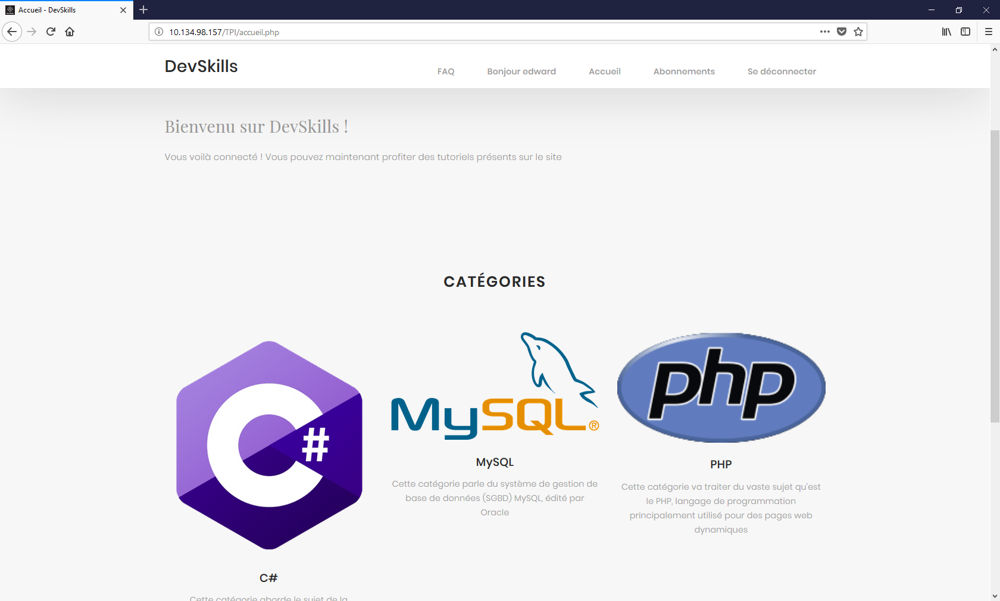 Accueil - DevSkills
10.134.98.157/TPI/accueil.php
DevSkills
FAQ
Bonjour edward
Accueil
Abonnements
Se déconnecter
Bienvenu sur DevSkills !
Vous voilà connecté ! Vous pouvez maintenant profiter des tutoriels présents sur le site
CATÉGORIES
C#
MySQL®
php
MySQL
Cette catégorie parle du système de gestion de
base de données (SGBD) MySQL, édité par
Oracle
PHP
Cette catégorie va traiter du vaste sujet qu'est
le PHP, langage de programmation
principalement utilisé pour des pages web
dynamiques
C#
Cette catégorie aborde le sujet de la